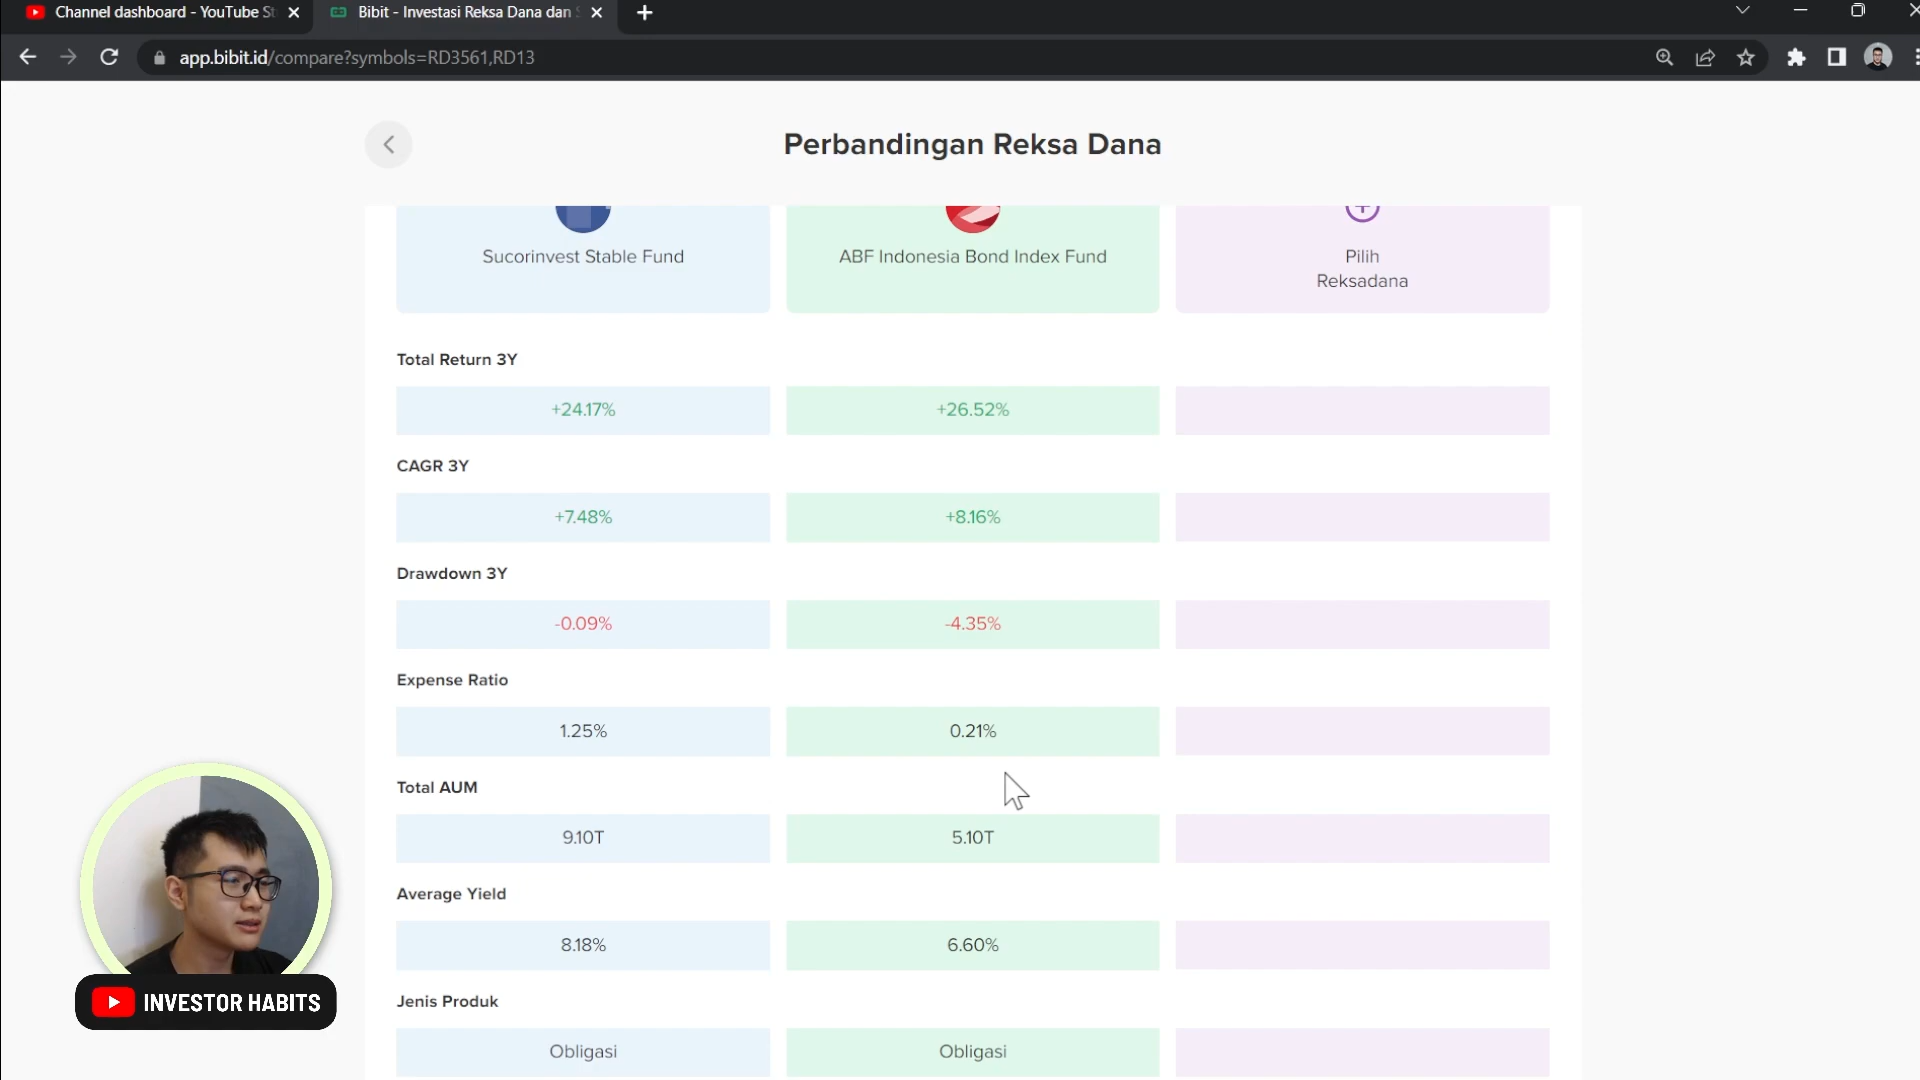 Channel dashboard - YouTube St
Bibit - Investasi Reksa Dana dan S
app.bibit.id/compare?symbols=RD3561,RD13
Perbandingan Reksa Dana
Sucorinvest Stable Fund
ABF Indonesia Bond Index Fund
Pilih
Reksadana
Total Return 3Y
+24.17%
+26.52%
CAGR 3Y
+7.48%
+8.16%
Drawdown 3Y
-0.09%
-4.35%
Expense Ratio
1.25%
0.21%
Total AUM
9.10T
5.10T
Average Yield
8.18%
6.60%
Jenis Produk
Obligasi
Obligasi
INVESTOR HABITS